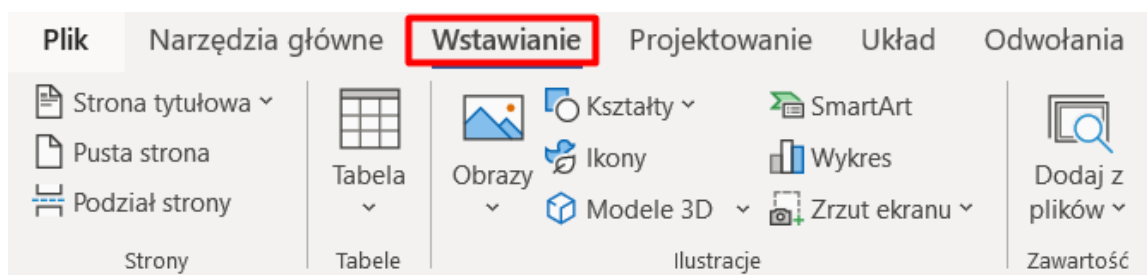 Plik Narzędzia główne Wstawianie Projektowanie Układ Odwołania
Strona tytułowa
Pusta strona
Podział strony
Strony
Tabela
Tabele
Obrazy
Kształty
Ikony
Modele 3D
SmartArt
Wykres
Zrzut ekranu
Ilustracje
Dodaj z
plików
Zawartość